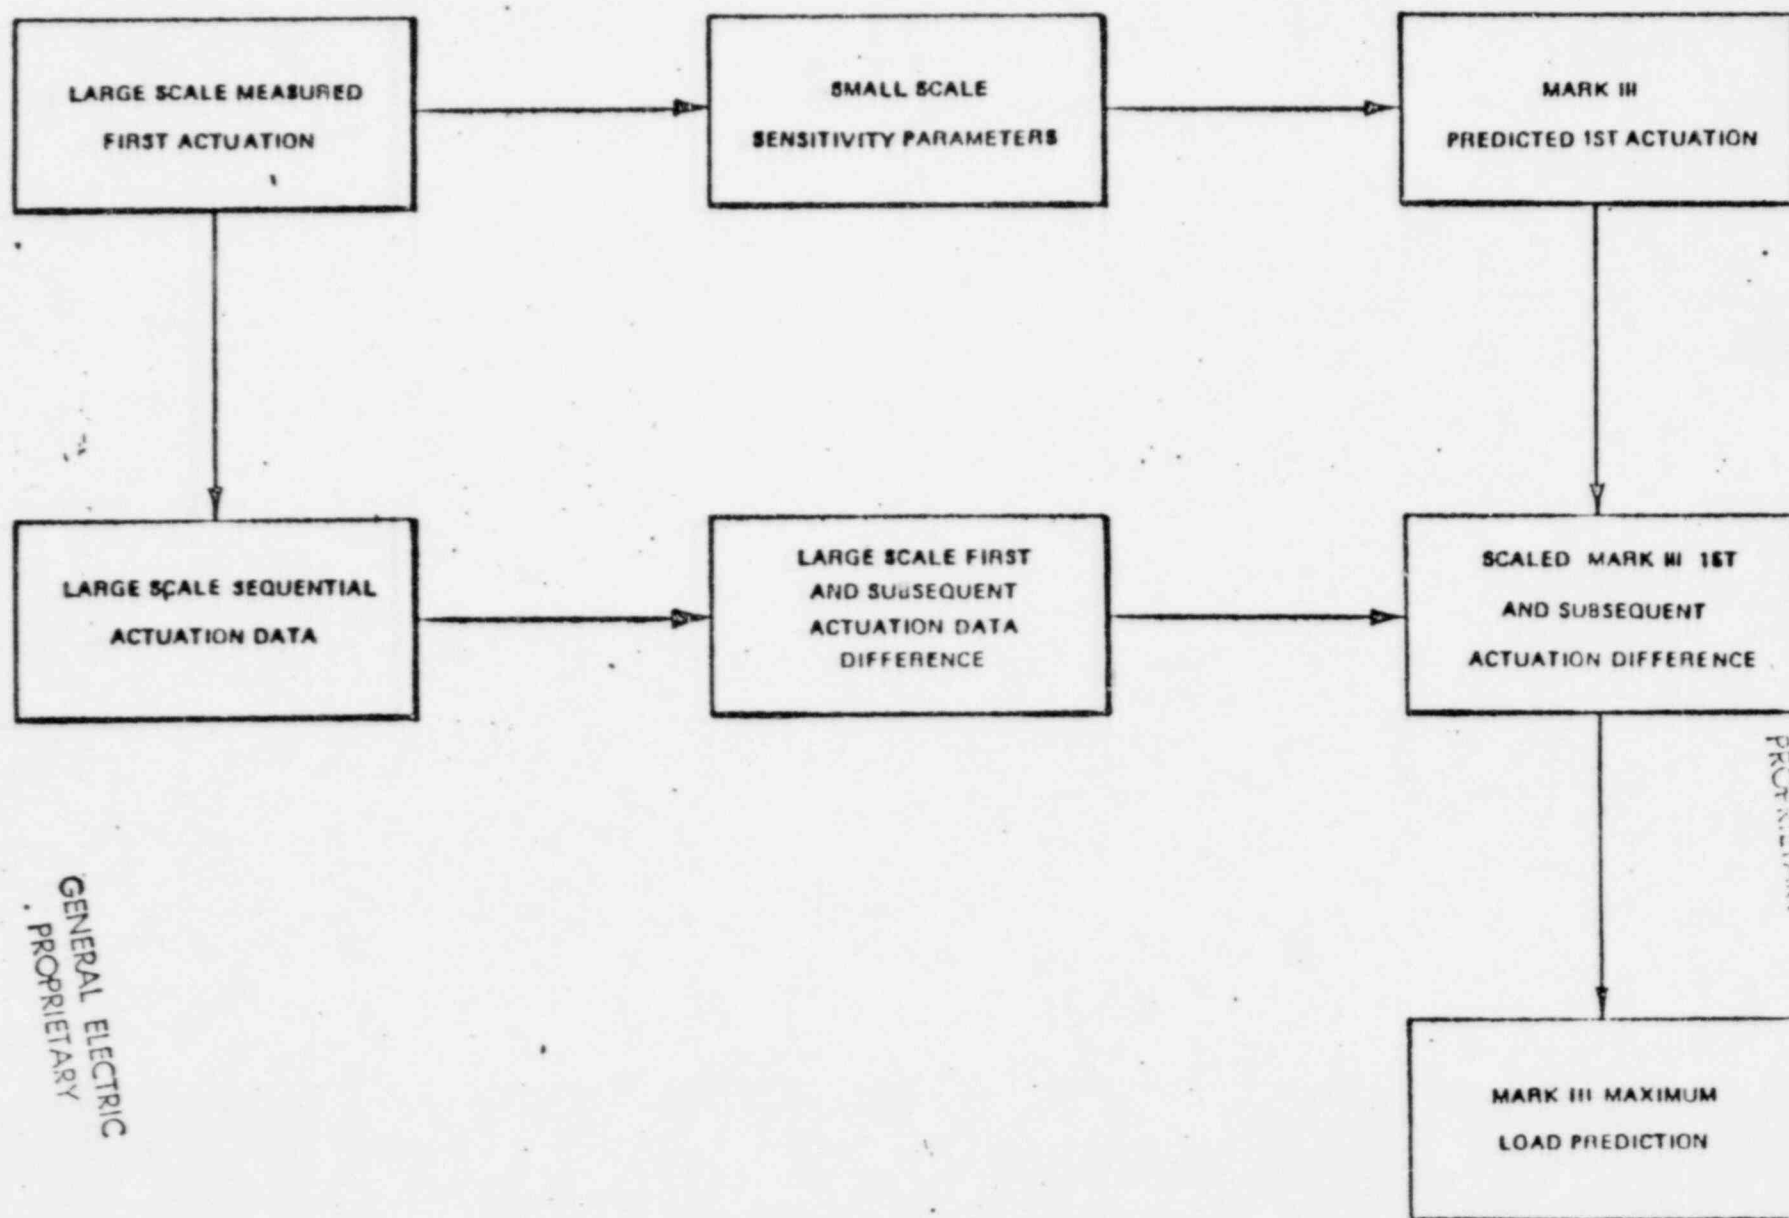 LARGE SCALE MEASURED
FIRST ACTUATION
SMALL SCALE
SENSITIVITY PARAMETERS
MARK III
PREDICTED 1ST ACTUATION
LARGE SCALE SEQUENTIAL
ACTUATION DATA
LARGE SCALE FIRST
AND SUBSEQUENT
ACTUATION DATA
DIFFERENCE
SCALED MARK III 1ST
AND SUBSEQUENT
ACTUATION DIFFERENCE
MARK III MAXIMUM
LOAD PREDICTION
GENERAL ELECTRIC
PROPRIETARY